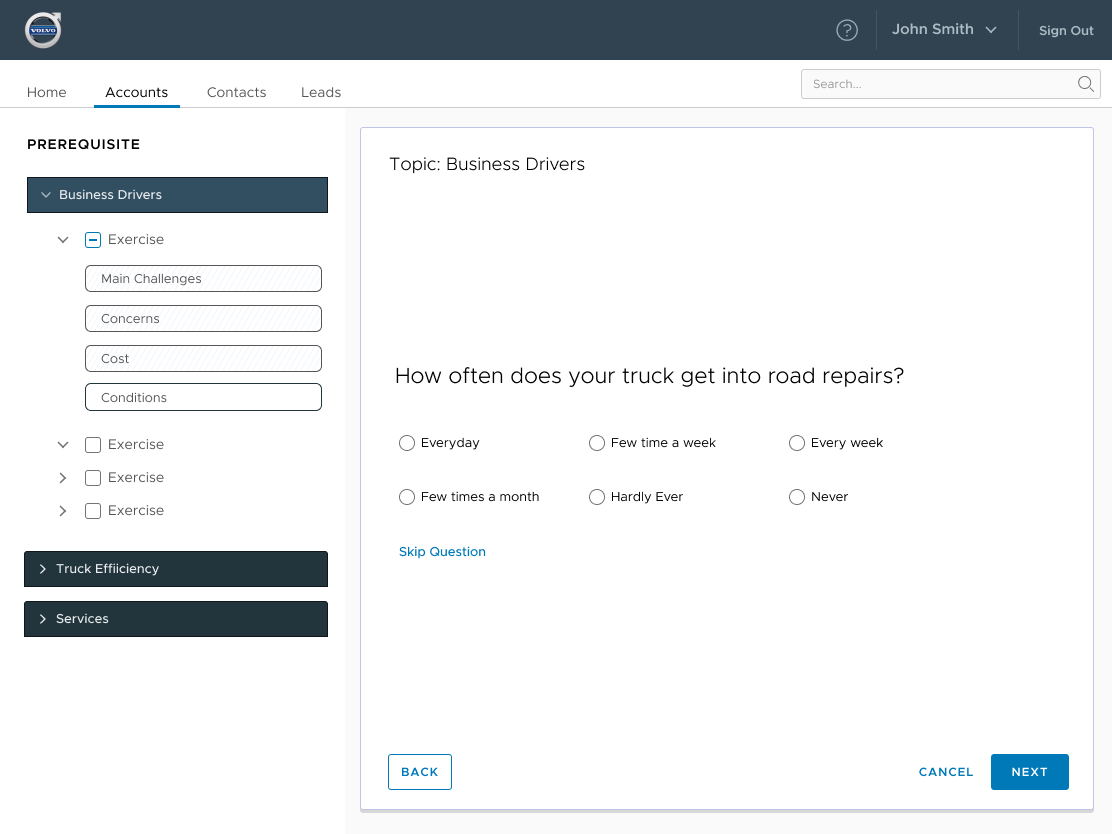 VOLVO
?
John Smith
Sign Out
Home
Accounts
Contacts
Leads
Search...
PREREQUISITE
Business Drivers
Exercise
Main Challenges
Concerns
Cost
Conditions
Exercise
Exercise
Exercise
Truck Effiiciency
Services
Topic: Business Drivers
How often does your truck get into road repairs?
Everyday
Few time a week
Every week
Few times a month
Hardly Ever
Never
Skip Question
BACK
CANCEL
NEXT